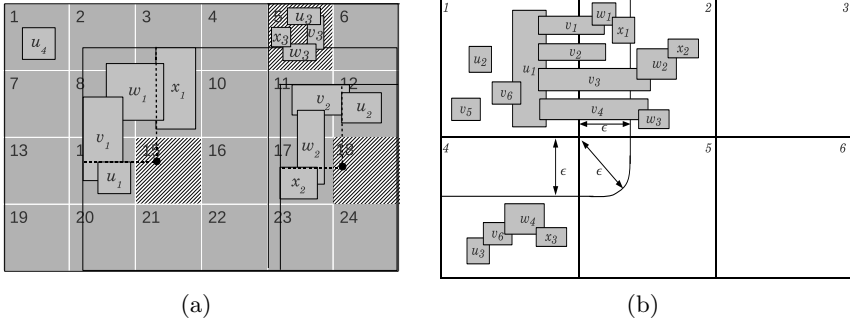 1 2 3 4 5 6
u4 u3 x3 v3 w3
7 8 10 11 12
w1 x1 v2 u2
v1 w2
13 15 17 18
u1 x2
19 20 21 22 23 24
(a)
1 2 3
v1 w1 x1
u2 u1 v2 w2 x2
v3
v6
v5 v4 w3
ϵ
4 5 6
ϵ ϵ
w4
v6 x3
u3
(b)